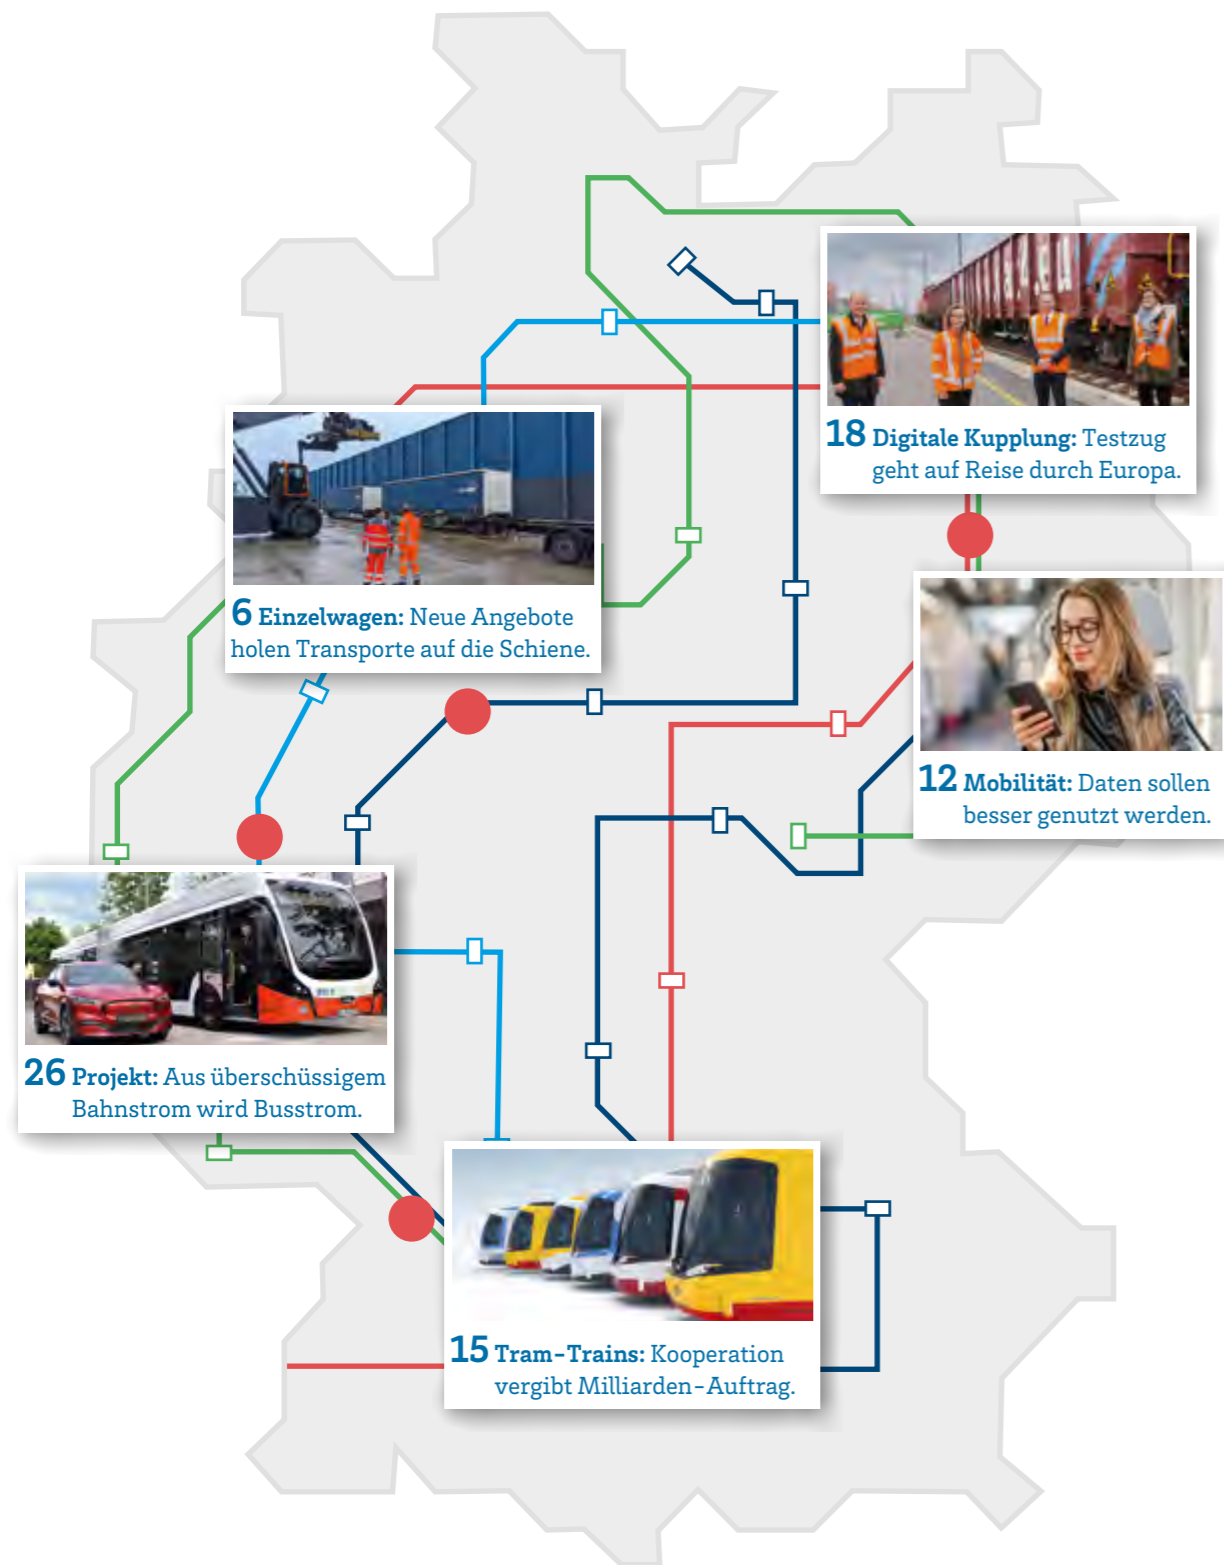 18 Digitale Kupplung: Testzug
geht auf Reise durch Europa.
6 Einzelwagen: Neue Angebote
holen Transporte auf die Schiene.
12 Mobilität: Daten sollen
besser genutzt werden.
26 Projekt: Aus überschüssigem
Bahnstrom wird Busstrom.
15 Tram-Trains: Kooperation
vergibt Milliarden-Auftrag.